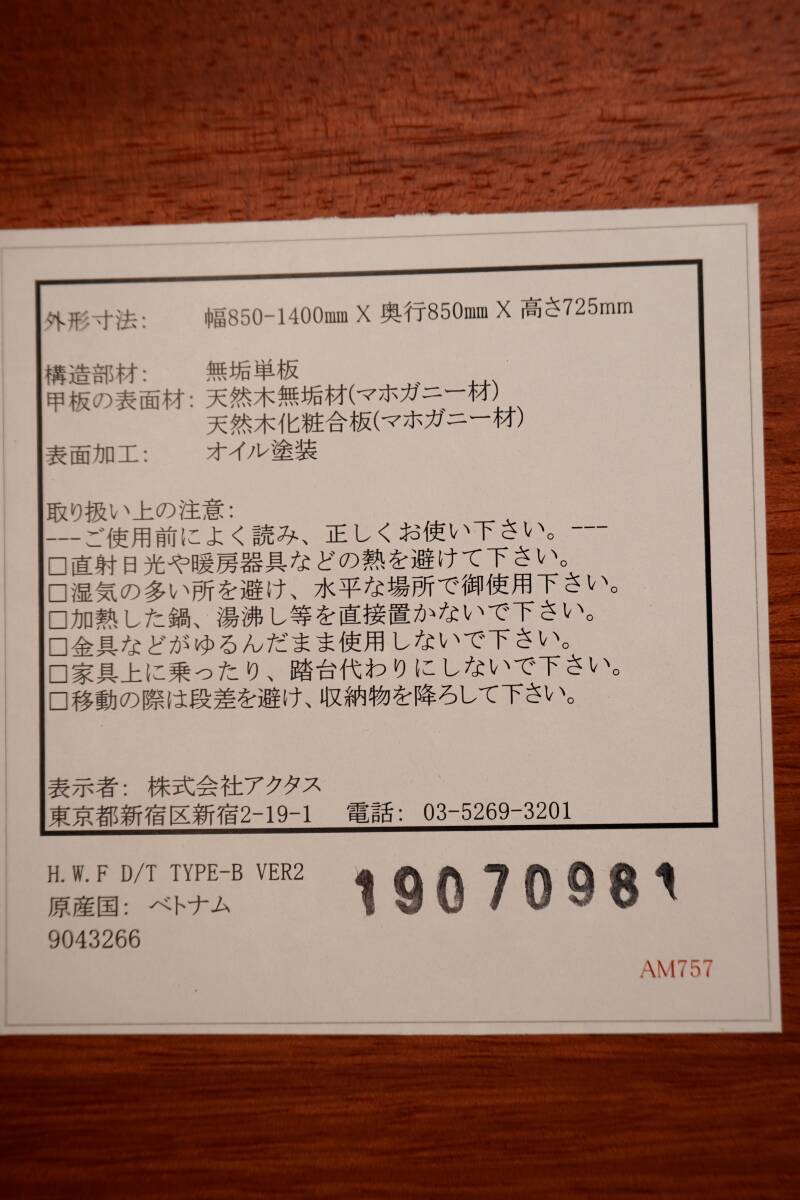 外形寸法: 幅850-1400㎜ X 奥行850㎜ X 高さ725mm
構造部材: 無垢単板
甲板の表面材: 天然木無垢材(マホガニー材)
天然木化粧合板(マホガニー材)
表面加工: オイル塗装
取り扱い上の注意:
---ご使用前によく読み、正しくお使い下さい。---
□直射日光や暖房器具などの熱を避けて下さい。
□湿気の多い所を避け、水平な場所で御使用下さい。
□加熱した鍋、湯沸し等を直接置かないで下さい。
□金具などがゆるんだまま使用しないで下さい。
□家具上に乗ったり、踏台代わりにしないで下さい。
□移動の際は段差を避け、収納物を降ろして下さい。
表示者: 株式会社アクタス
東京都新宿区新宿2-19-1 電話: 03-5269-3201
H.W.F D/T TYPE-B VER2
原産国: ベトナム
9043266
19070981
AM757